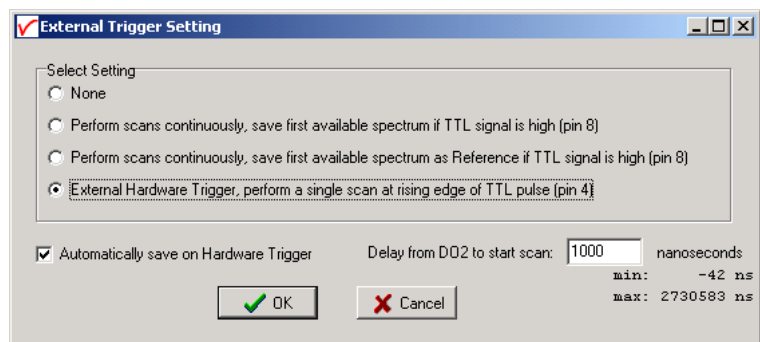 External Trigger Setting
Select Setting
None
Perform scans continuously, save first available spectrum if TTL signal is high (pin 8)
Perform scans continuously, save first available spectrum as Reference if TTL signal is high (pin 8)
External Hardware Trigger, perform a single scan at rising edge of TTL pulse (pin 4)
Automatically save on Hardware Trigger Delay from DO2 to start scan: 1000 nanoseconds
min: -42 ns
OK Cancel max: 2730583 ns